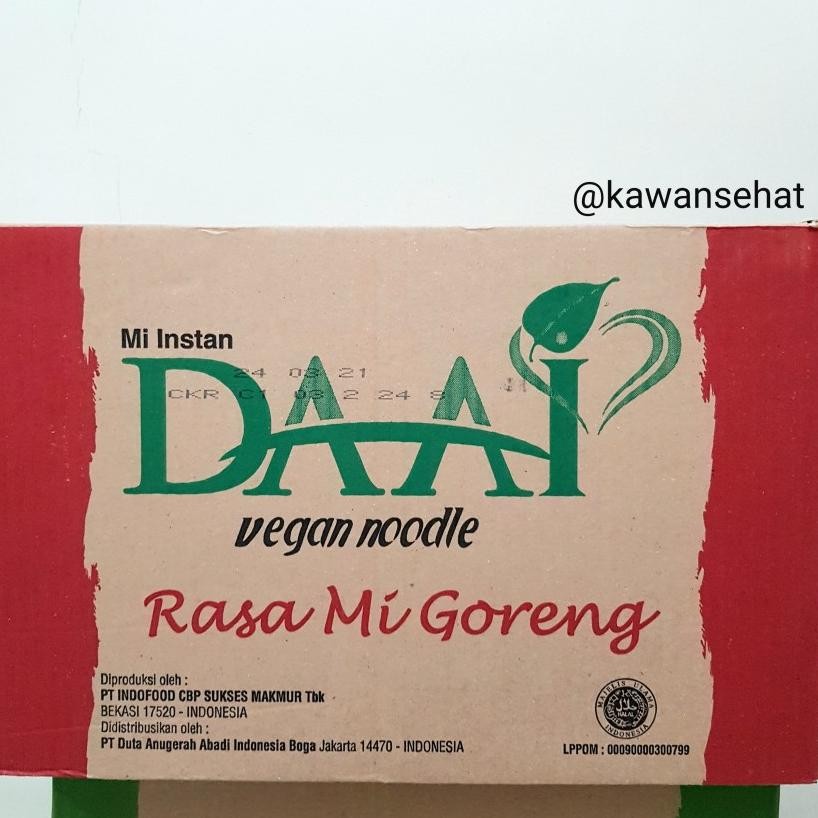 @kawansehat
Mi Instan
DAAI
24 03 21
CKR C1 03 2 24 8
vegan noodle
Rasa Mi Goreng
Diproduksi oleh :
PT INDOFOOD CBP SUKSES MAKMUR Tbk
BEKASI 17520 - INDONESIA
Didistribusikan oleh :
PT Duta Anugerah Abadi Indonesia Boga Jakarta 14470 - INDONESIA
MAJELIS ULAMA
حلال
HALAL
INDONESIA
LPPOM : 00090000300799